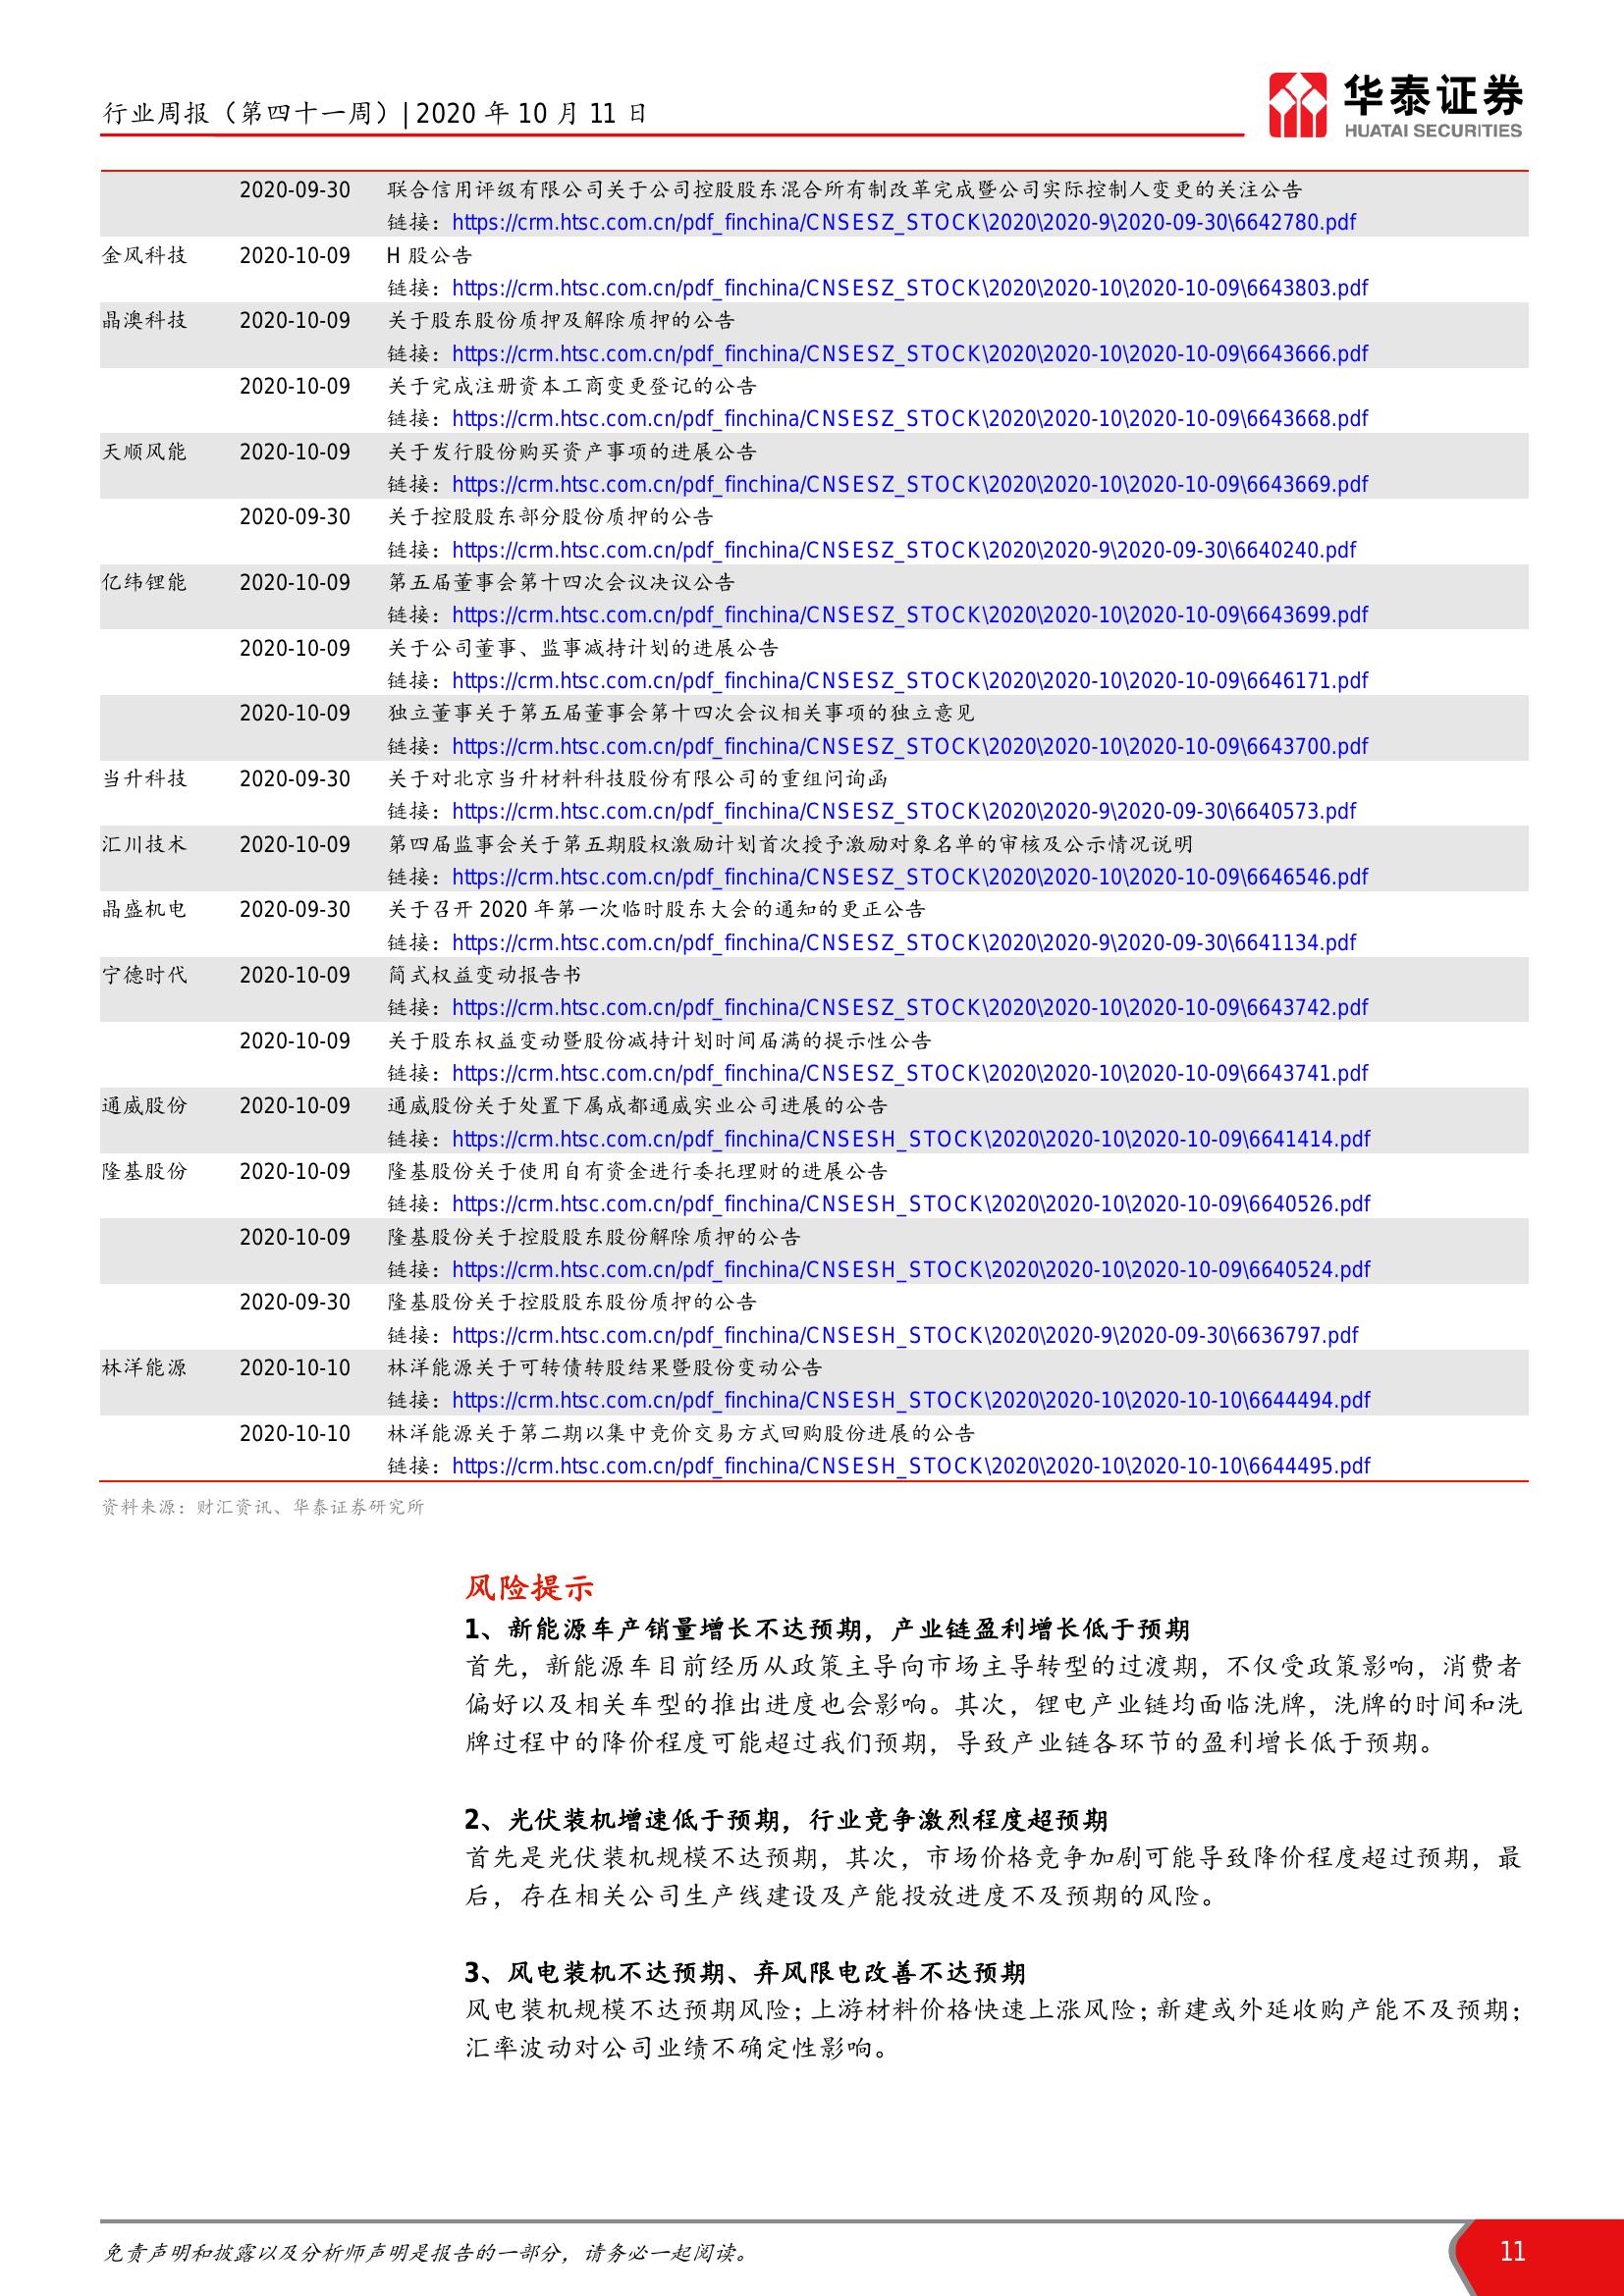 行业周报（第四十一周）| 2020 年 10 月 11 日
华泰证券
HUATAI SECURITIES
2020-09-30 联合信用评级有限公司关于公司控股股东混合所有制改革完成暨公司实际控制人变更的关注公告
链接：https://crm.htsc.com.cn/pdf_finchina/CNSESZ_STOCK\2020\2020-9\2020-09-30\6642780.pdf
金风科技 2020-10-09 H 股公告
链接：https://crm.htsc.com.cn/pdf_finchina/CNSESZ_STOCK\2020\2020-10\2020-10-09\6643803.pdf
晶澳科技 2020-10-09 关于股东股份质押及解除质押的公告
链接：https://crm.htsc.com.cn/pdf_finchina/CNSESZ_STOCK\2020\2020-10\2020-10-09\6643666.pdf
2020-10-09 关于完成注册资本工商变更登记的公告
链接：https://crm.htsc.com.cn/pdf_finchina/CNSESZ_STOCK\2020\2020-10\2020-10-09\6643668.pdf
天顺风能 2020-10-09 关于发行股份购买资产事项的进展公告
链接：https://crm.htsc.com.cn/pdf_finchina/CNSESZ_STOCK\2020\2020-10\2020-10-09\6643669.pdf
2020-09-30 关于控股股东部分股份质押的公告
链接：https://crm.htsc.com.cn/pdf_finchina/CNSESZ_STOCK\2020\2020-9\2020-09-30\6640240.pdf
亿纬锂能 2020-10-09 第五届董事会第十四次会议决议公告
链接：https://crm.htsc.com.cn/pdf_finchina/CNSESZ_STOCK\2020\2020-10\2020-10-09\6643699.pdf
2020-10-09 关于公司董事、监事减持计划的进展公告
链接：https://crm.htsc.com.cn/pdf_finchina/CNSESZ_STOCK\2020\2020-10\2020-10-09\6646171.pdf
2020-10-09 独立董事关于第五届董事会第十四次会议相关事项的独立意见
链接：https://crm.htsc.com.cn/pdf_finchina/CNSESZ_STOCK\2020\2020-10\2020-10-09\6643700.pdf
当升科技 2020-09-30 关于对北京当升材料科技股份有限公司的重组问询函
链接：https://crm.htsc.com.cn/pdf_finchina/CNSESZ_STOCK\2020\2020-9\2020-09-30\6640573.pdf
汇川技术 2020-10-09 第四届监事会关于第五期股权激励计划首次授予激励对象名单的审核及公示情况说明
链接：https://crm.htsc.com.cn/pdf_finchina/CNSESZ_STOCK\2020\2020-10\2020-10-09\6646546.pdf
晶盛机电 2020-09-30 关于召开 2020 年第一次临时股东大会的通知的更正公告
链接：https://crm.htsc.com.cn/pdf_finchina/CNSESZ_STOCK\2020\2020-9\2020-09-30\6641134.pdf
宁德时代 2020-10-09 简式权益变动报告书
链接：https://crm.htsc.com.cn/pdf_finchina/CNSESZ_STOCK\2020\2020-10\2020-10-09\6643742.pdf
2020-10-09 关于股东权益变动暨股份减持计划时间届满的提示性公告
链接：https://crm.htsc.com.cn/pdf_finchina/CNSESZ_STOCK\2020\2020-10\2020-10-09\6643741.pdf
通威股份 2020-10-09 通威股份关于处置下属成都通威实业公司进展的公告
链接：https://crm.htsc.com.cn/pdf_finchina/CNSESH_STOCK\2020\2020-10\2020-10-09\6641414.pdf
隆基股份 2020-10-09 隆基股份关于使用自有资金进行委托理财的进展公告
链接：https://crm.htsc.com.cn/pdf_finchina/CNSESH_STOCK\2020\2020-10\2020-10-09\6640526.pdf
2020-10-09 隆基股份关于控股股东股份解除质押的公告
链接：https://crm.htsc.com.cn/pdf_finchina/CNSESH_STOCK\2020\2020-10\2020-10-09\6640524.pdf
2020-09-30 隆基股份关于控股股东股份质押的公告
链接：https://crm.htsc.com.cn/pdf_finchina/CNSESH_STOCK\2020\2020-9\2020-09-30\6636797.pdf
林洋能源 2020-10-10 林洋能源关于可转债转股结果暨股份变动公告
链接：https://crm.htsc.com.cn/pdf_finchina/CNSESH_STOCK\2020\2020-10\2020-10-10\6644494.pdf
2020-10-10 林洋能源关于第二期以集中竞价交易方式回购股份进展的公告
链接：https://crm.htsc.com.cn/pdf_finchina/CNSESH_STOCK\2020\2020-10\2020-10-10\6644495.pdf
资料来源：财汇资讯、华泰证券研究所
风险提示
1、新能源车产销量增长不达预期，产业链盈利增长低于预期
首先，新能源车目前经历从政策主导向市场主导转型的过渡期，不仅受政策影响，消费者
偏好以及相关车型的推出进度也会影响。其次，锂电产业链均面临洗牌，洗牌的时间和洗
牌过程中的降价程度可能超过我们预期，导致产业链各环节的盈利增长低于预期。
2、光伏装机增速低于预期，行业竞争激烈程度超预期
首先是光伏装机规模不达预期，其次，市场价格竞争加剧可能导致降价程度超过预期，最
后，存在相关公司生产线建设及产能投放进度不及预期的风险。
3、风电装机不达预期、弃风限电改善不达预期
风电装机规模不达预期风险；上游材料价格快速上涨风险；新建或外延收购产能不及预期；
汇率波动对公司业绩不确定性影响。
免责声明和披露以及分析师声明是报告的一部分，请务必一起阅读。
11